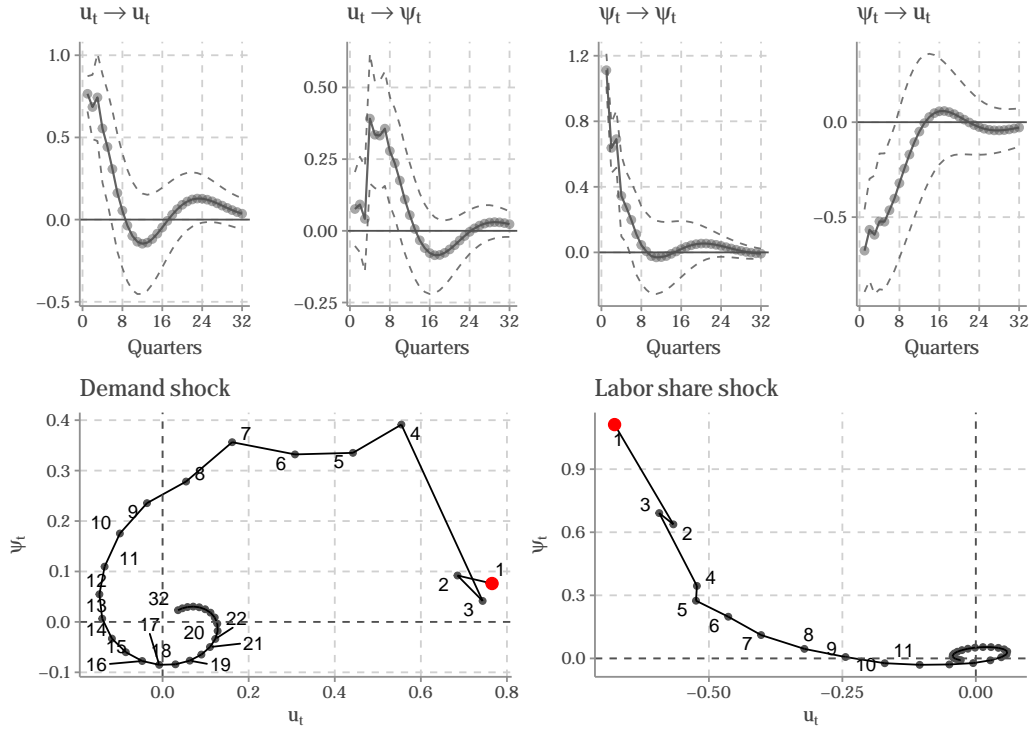 uₜ → uₜ
uₜ → ψₜ
ψₜ → ψₜ
ψₜ → uₜ
1.0
0.5
0.0
−0.5
0 8 16 24 32
Quarters
0.50
0.25
0.00
−0.25
0 8 16 24 32
Quarters
1.2
0.8
0.4
0.0
0 8 16 24 32
Quarters
0.0
−0.5
0 8 16 24 32
Quarters
Demand shock
ψₜ
0.4
0.3
0.2
0.1
0.0
−0.1
1
2
3
4
5
6
7
8
9
10
11
12
13
14
15
16
17
18
19
20
21
22
32
0.0 0.2 0.4 0.6 0.8
uₜ
Labor share shock
ψₜ
0.9
0.6
0.3
0.0
1
2
3
4
5
6
7
8
9
10
11
−0.50 −0.25 0.00
uₜ